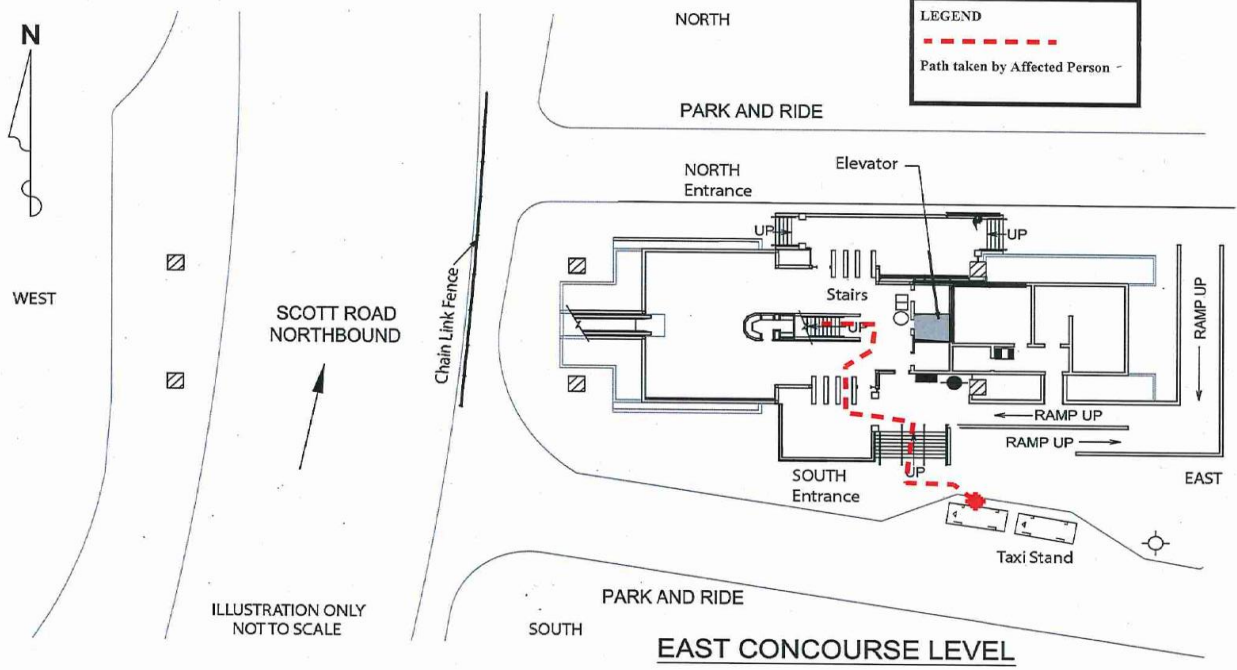 N
NORTH
LEGEND
Path taken by Affected Person
PARK AND RIDE
NORTH
Entrance
Elevator
UP
UP
WEST
SCOTT ROAD
NORTHBOUND
Chain Link Fence
Stairs
UP
RAMP UP
RAMP UP
RAMP UP
UP
SOUTH
Entrance
EAST
Taxi Stand
ILLUSTRATION ONLY
NOT TO SCALE
PARK AND RIDE
SOUTH
EAST CONCOURSE LEVEL